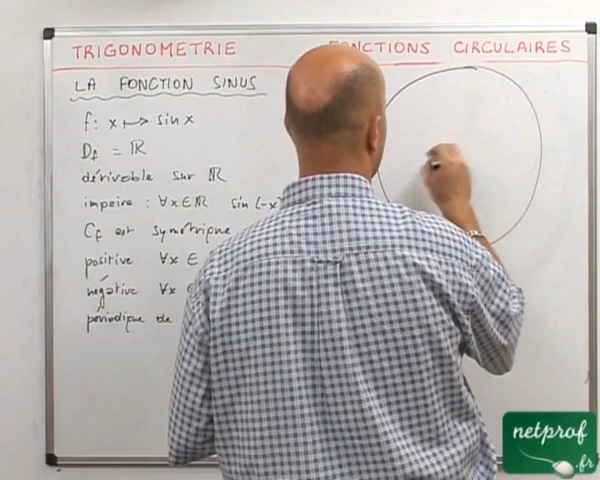 TRIGONOMETRIE FONCTIONS CIRCULAIRES
LA FONCTION SINUS
f: x ↦ sin x
Df = ℝ
dérivable sur ℝ
impaire : ∀x ∈ ℝ sin (-x)
Cf est symétrique
positive ∀x ∈
négative ∀x ∈
périodique de
netprof
.fr